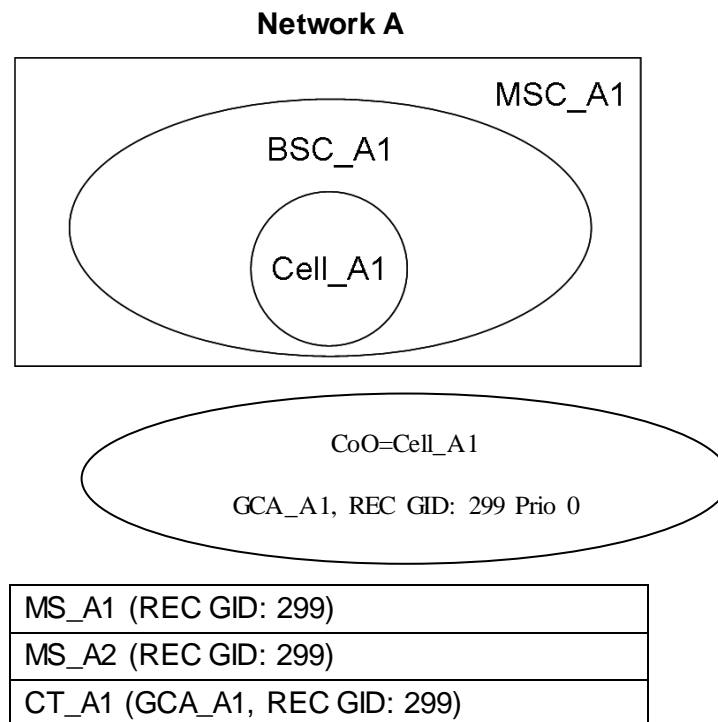 Network A
MSC_A1
BSC_A1
Cell_A1
CoO=Cell_A1
GCA_A1, REC GID: 299 Prio 0
MS_A1 (REC GID: 299)
MS_A2 (REC GID: 299)
CT_A1 (GCA_A1, REC GID: 299)